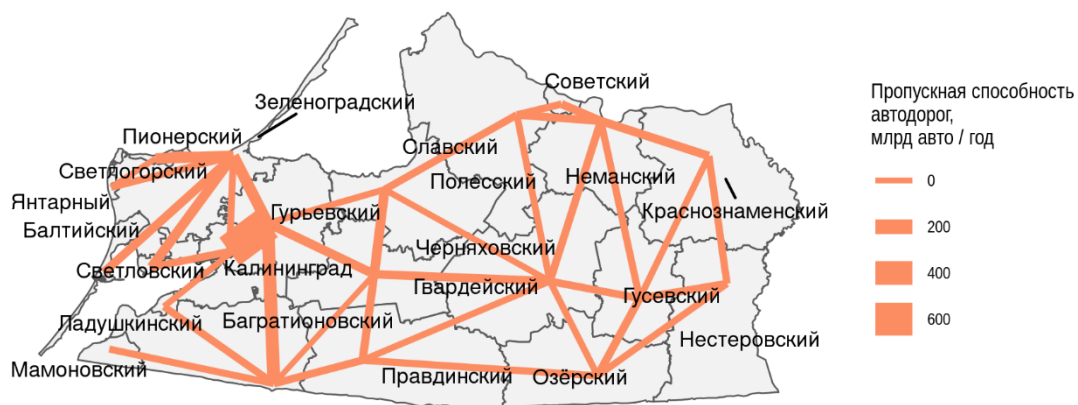 Советский
Зеленоградский
Пропускная способность
автодорог,
млрд авто / год
Пионерский
Славский
Светлогорский
Полесский
Неманский
0
Янтарный
Гурьевский
Краснознаменский
Балтийский
200
Черняховский
Светловский
Калининград
Гвардейский
400
Гусевский
Ладушкинский
Багратионовский
600
Нестеровский
Мамоновский
Правдинский
Озёрский